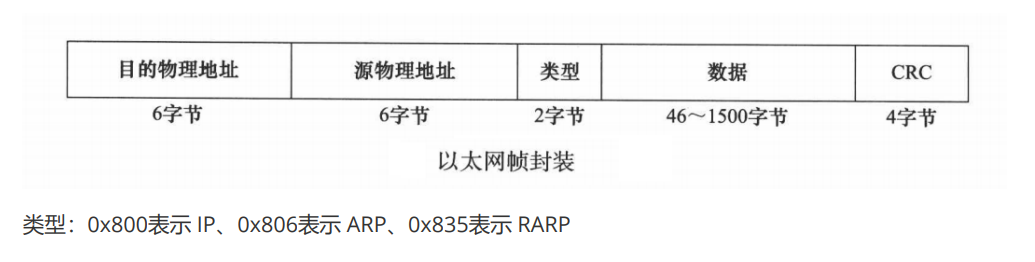 目的物理地址 源物理地址 类型 数据 CRC
6字节 6字节 2字节 46～1500字节 4字节
以太网帧封装
类型：0x800表示 IP、0x806表示 ARP、0x835表示 RARP